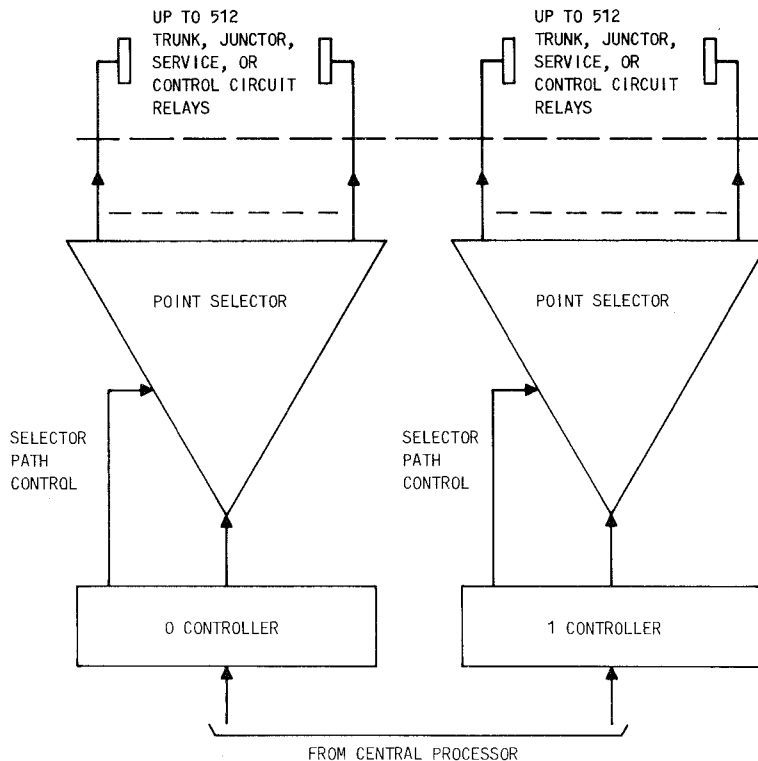 UP TO 512
TRUNK, JUNCTOR,
SERVICE, OR
CONTROL CIRCUIT
RELAYS
UP TO 512
TRUNK, JUNCTOR,
SERVICE, OR
CONTROL CIRCUIT
RELAYS
POINT SELECTOR
POINT SELECTOR
SELECTOR
PATH
CONTROL
SELECTOR
PATH
CONTROL
0 CONTROLLER
1 CONTROLLER
FROM CENTRAL PROCESSOR